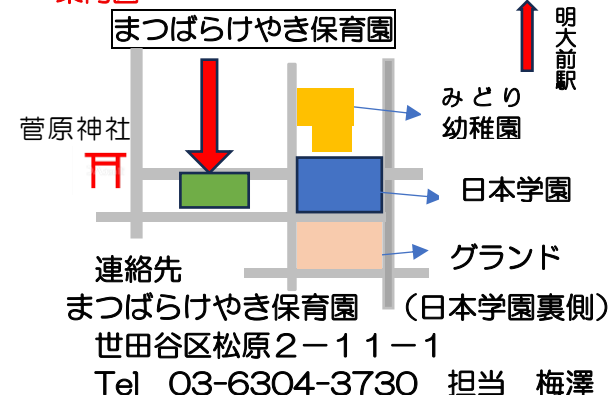 まつばらけやき保育園
明大前駅
みどり
幼稚園
菅原神社
日本学園
グランド
連絡先
まつばらけやき保育園 （日本学園裏側）
世田谷区松原２－１１－１
Tel 03-6304-3730 担当 梅澤